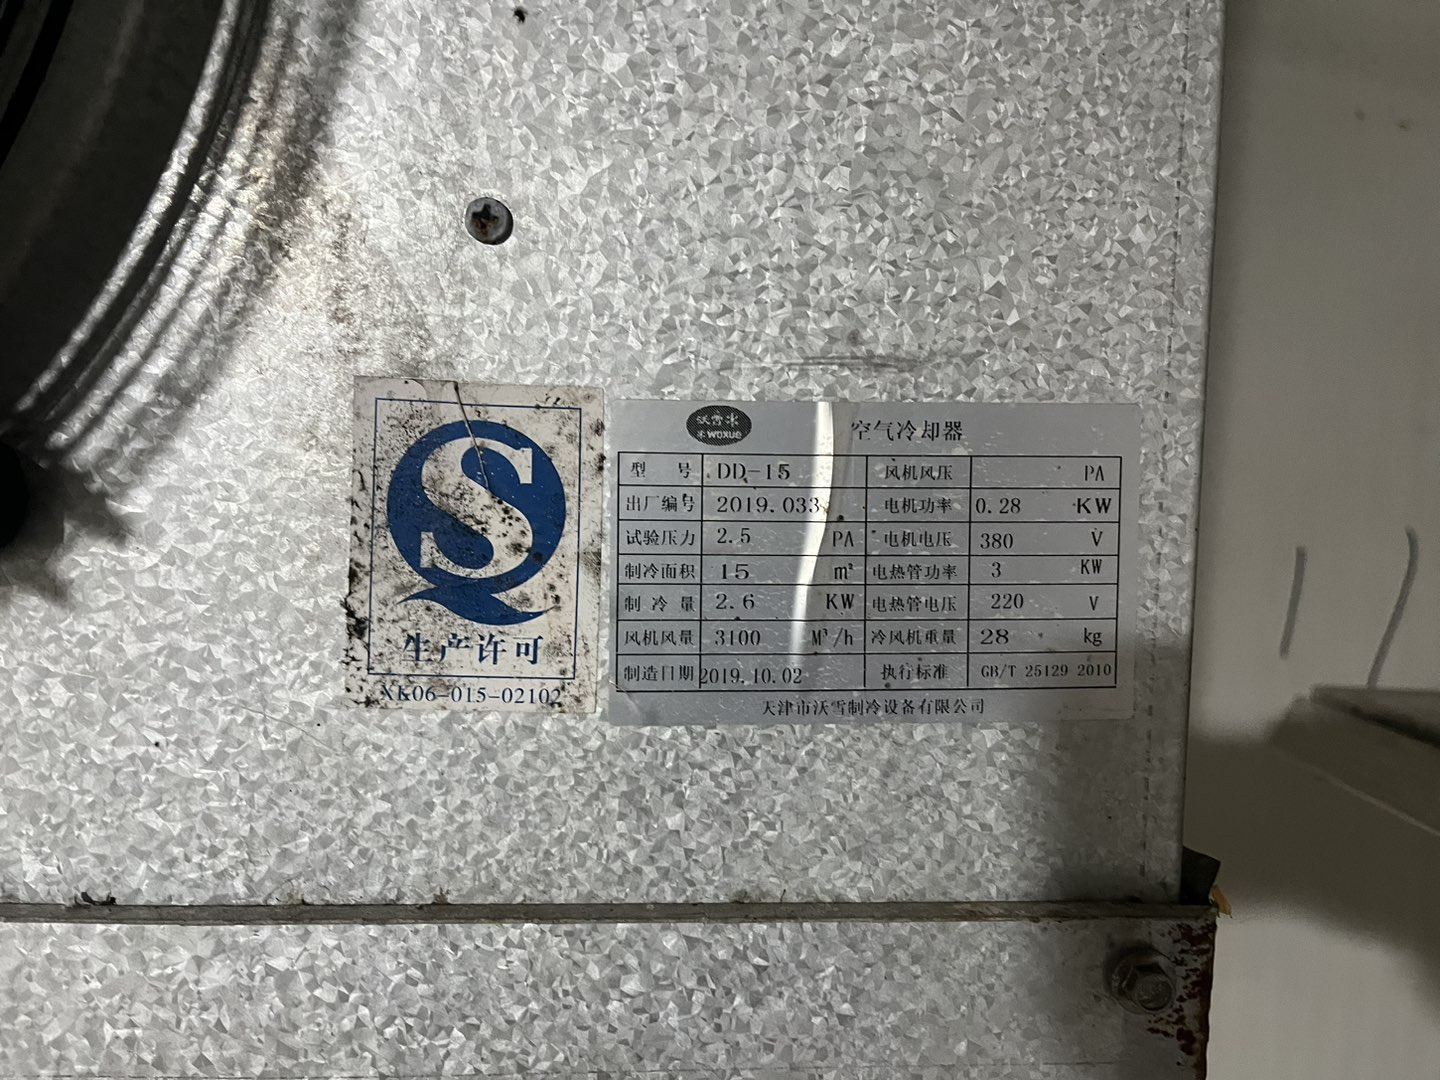 S
生产许可
XK06-015-02102
沃雪
WOXUE
空气冷却器
型 号 DD-15 风机风压 PA
出厂编号 2019.033 电机功率 0.28 KW
试验压力 2.5 PA 电机电压 380 V
制冷面积 15 m² 电热管功率 3 KW
制冷量 2.6 KW 电热管电压 220 V
风机风量 3100 M³/h 冷风机重量 28 kg
制造日期 2019.10.02 执行标准 GB/T 25129 2010
天津市沃雪制冷设备有限公司